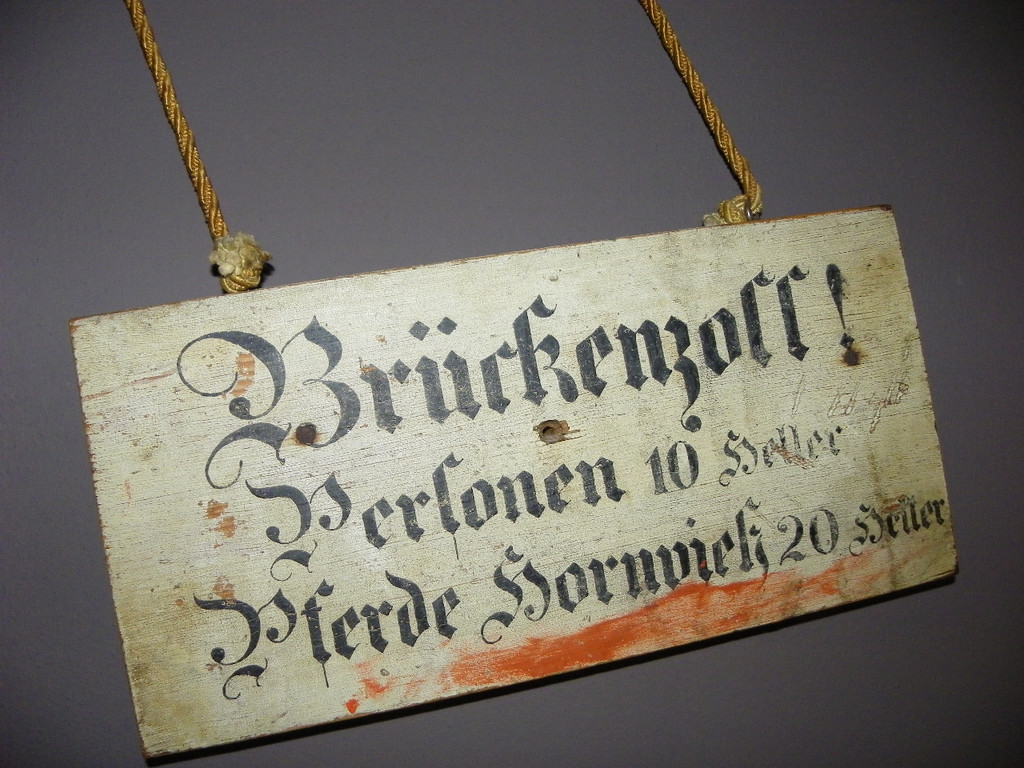 Brückenzoll!
Perſonen 10 Heller
Pferde Hornvieh 20 Heller